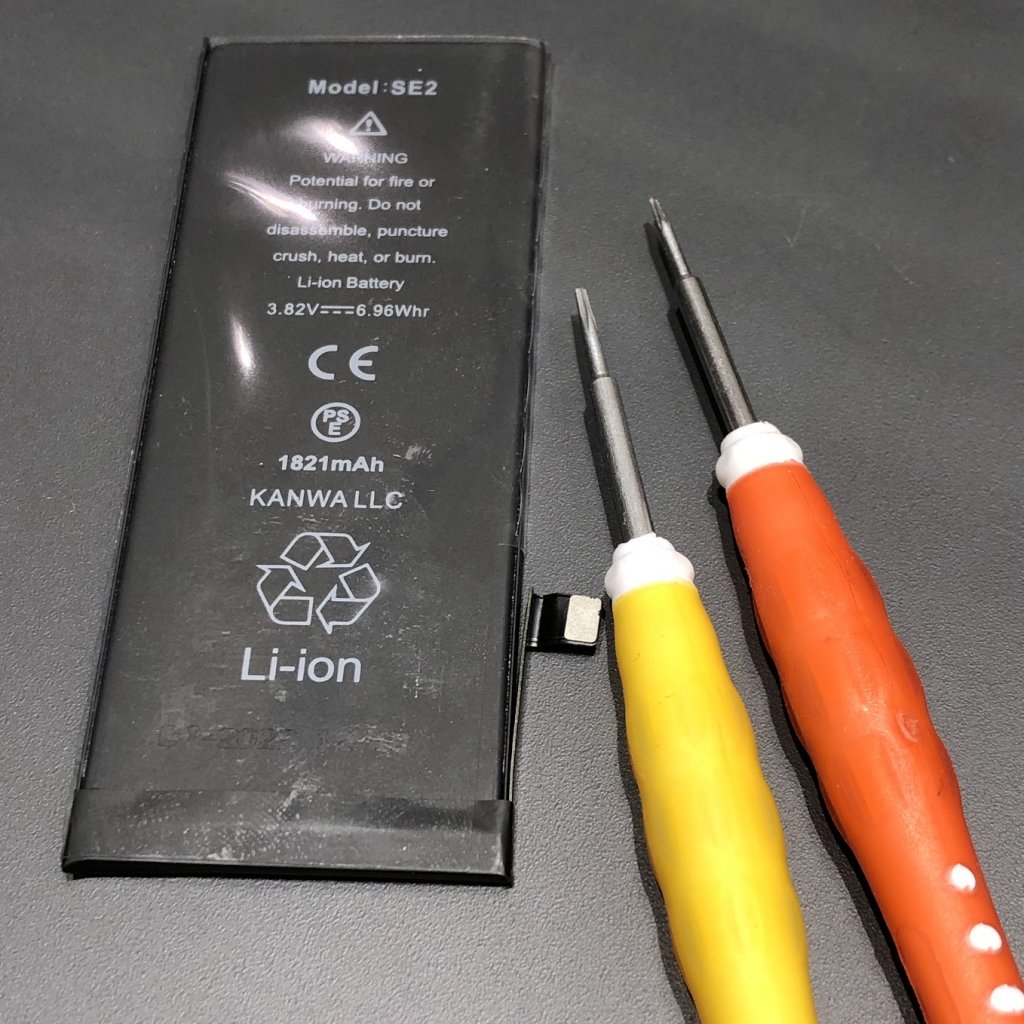 Model:SE2
WARNING
Potential for fire or
burning. Do not
disassemble, puncture
crush, heat, or burn.
Li-ion Battery
3.82V⎓6.96Whr
CE
PS
E
1821mAh
KANWA LLC
Li-ion